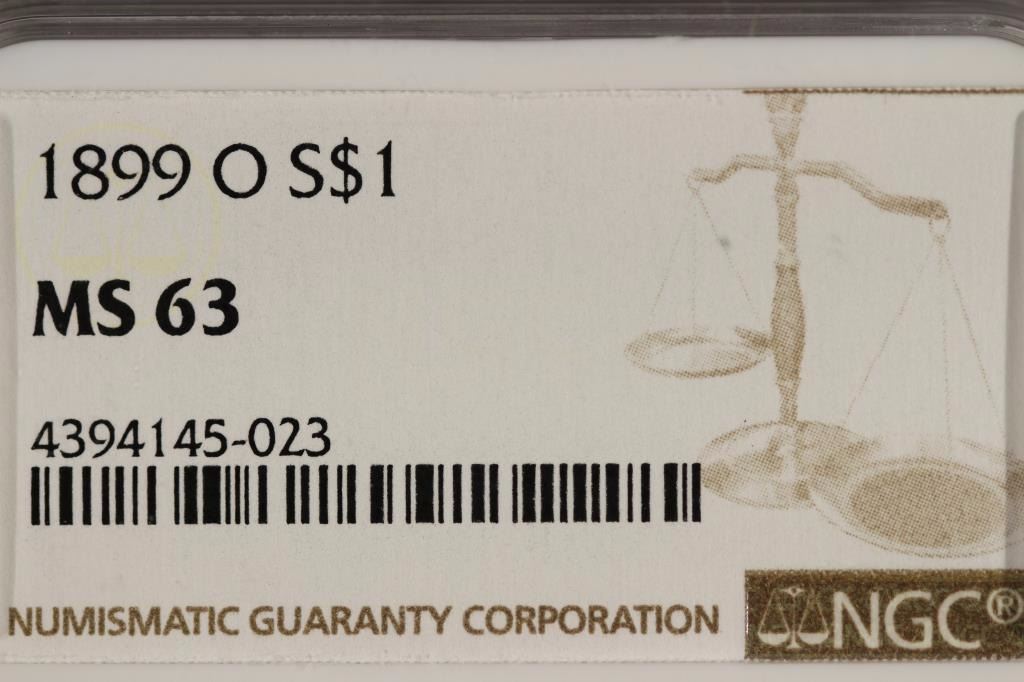 1899 O S$1
MS 63
4394145-023
NUMISMATIC GUARANTY CORPORATION
NGC®